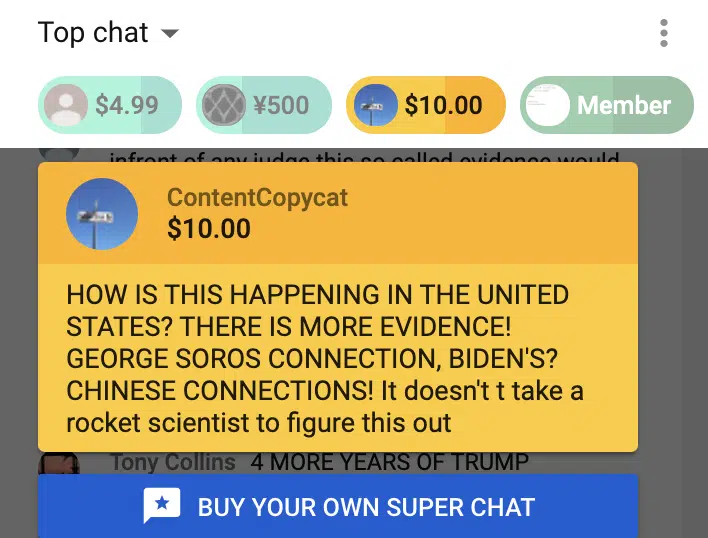 Top chat
$4.99
¥500
$10.00
Member
infront of any judge this so called evidence would
ContentCopycat
$10.00
HOW IS THIS HAPPENING IN THE UNITED
STATES? THERE IS MORE EVIDENCE!
GEORGE SOROS CONNECTION, BIDEN'S?
CHINESE CONNECTIONS! It doesn't t take a
rocket scientist to figure this out
Tony Collins 4 MORE YEARS OF TRUMP
BUY YOUR OWN SUPER CHAT